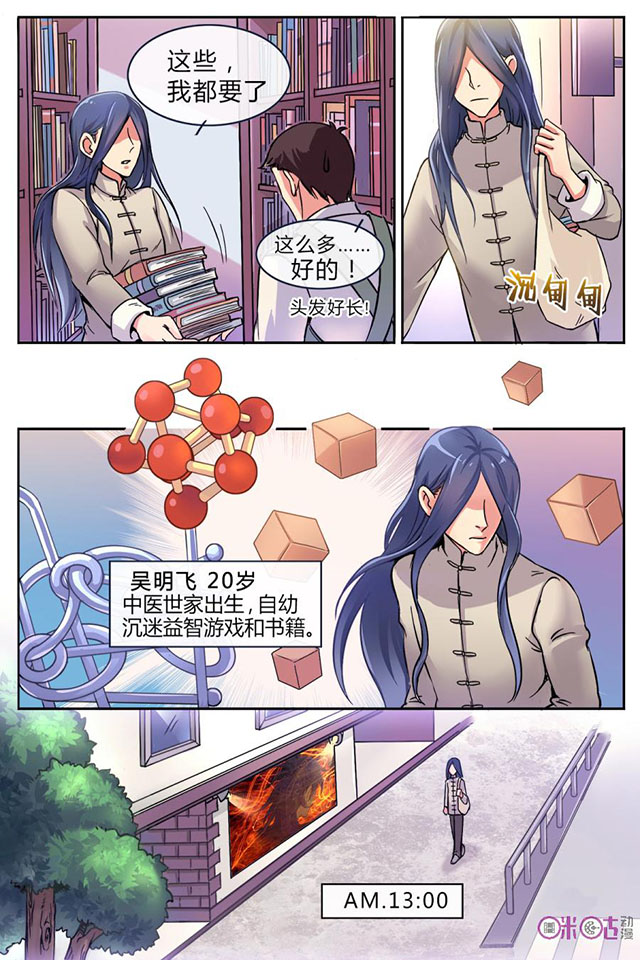 这些，
我都要了
这么多……
好的！
头发好长!
沉甸甸
吴明飞 20岁
中医世家出生，自幼
沉迷益智游戏和书籍。
AM.13:00
咪咕
动漫